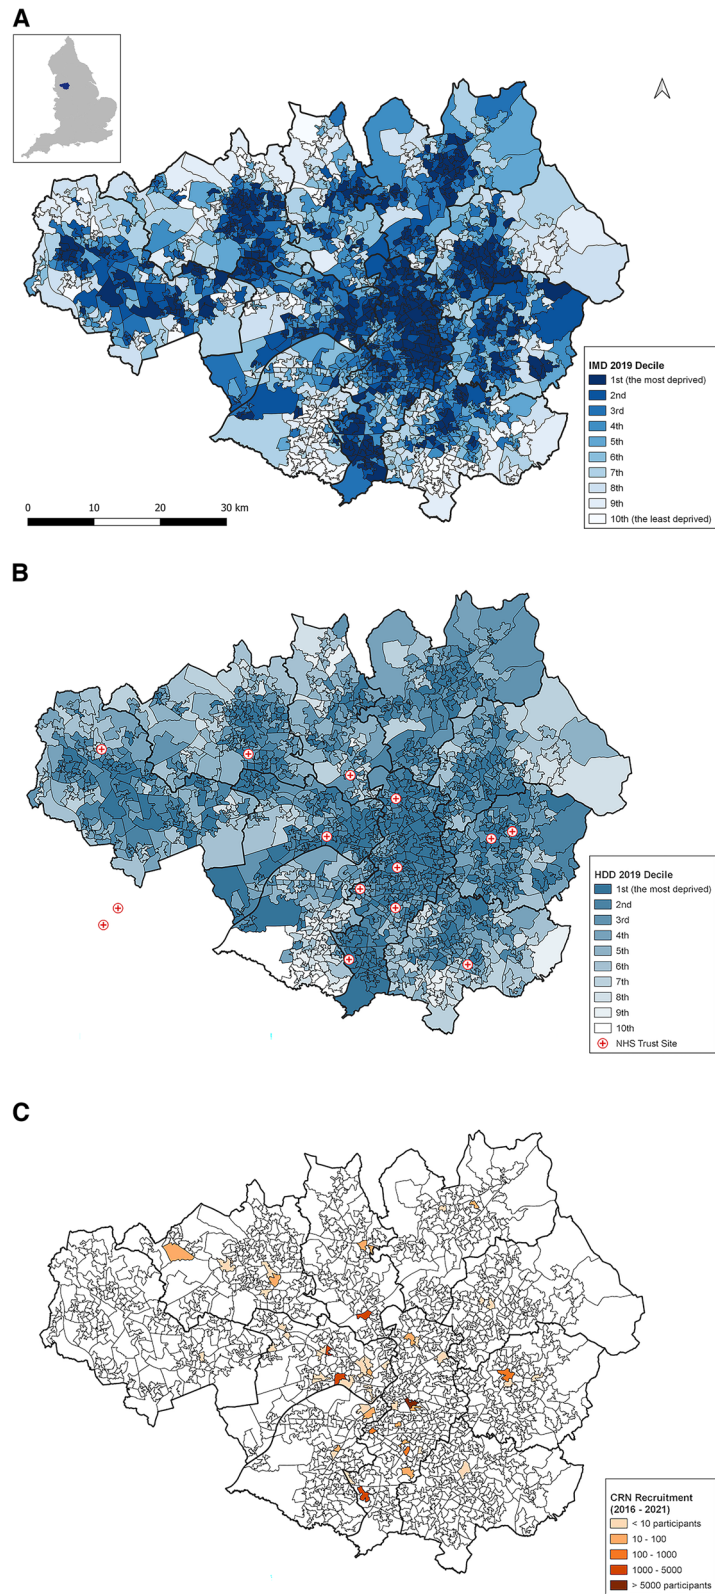 A
IMD 2019 Decile
1st (the most deprived)
2nd
3rd
4th
5th
6th
7th
8th
9th
10th (the least deprived)
0 10 20 30 km
B
HDD 2019 Decile
1st (the most deprived)
2nd
3rd
4th
5th
6th
7th
8th
9th
10th
NHS Trust Site
C
CRN Recruitment
(2016 - 2021)
< 10 participants
10 - 100
100 - 1000
1000 - 5000
> 5000 participants